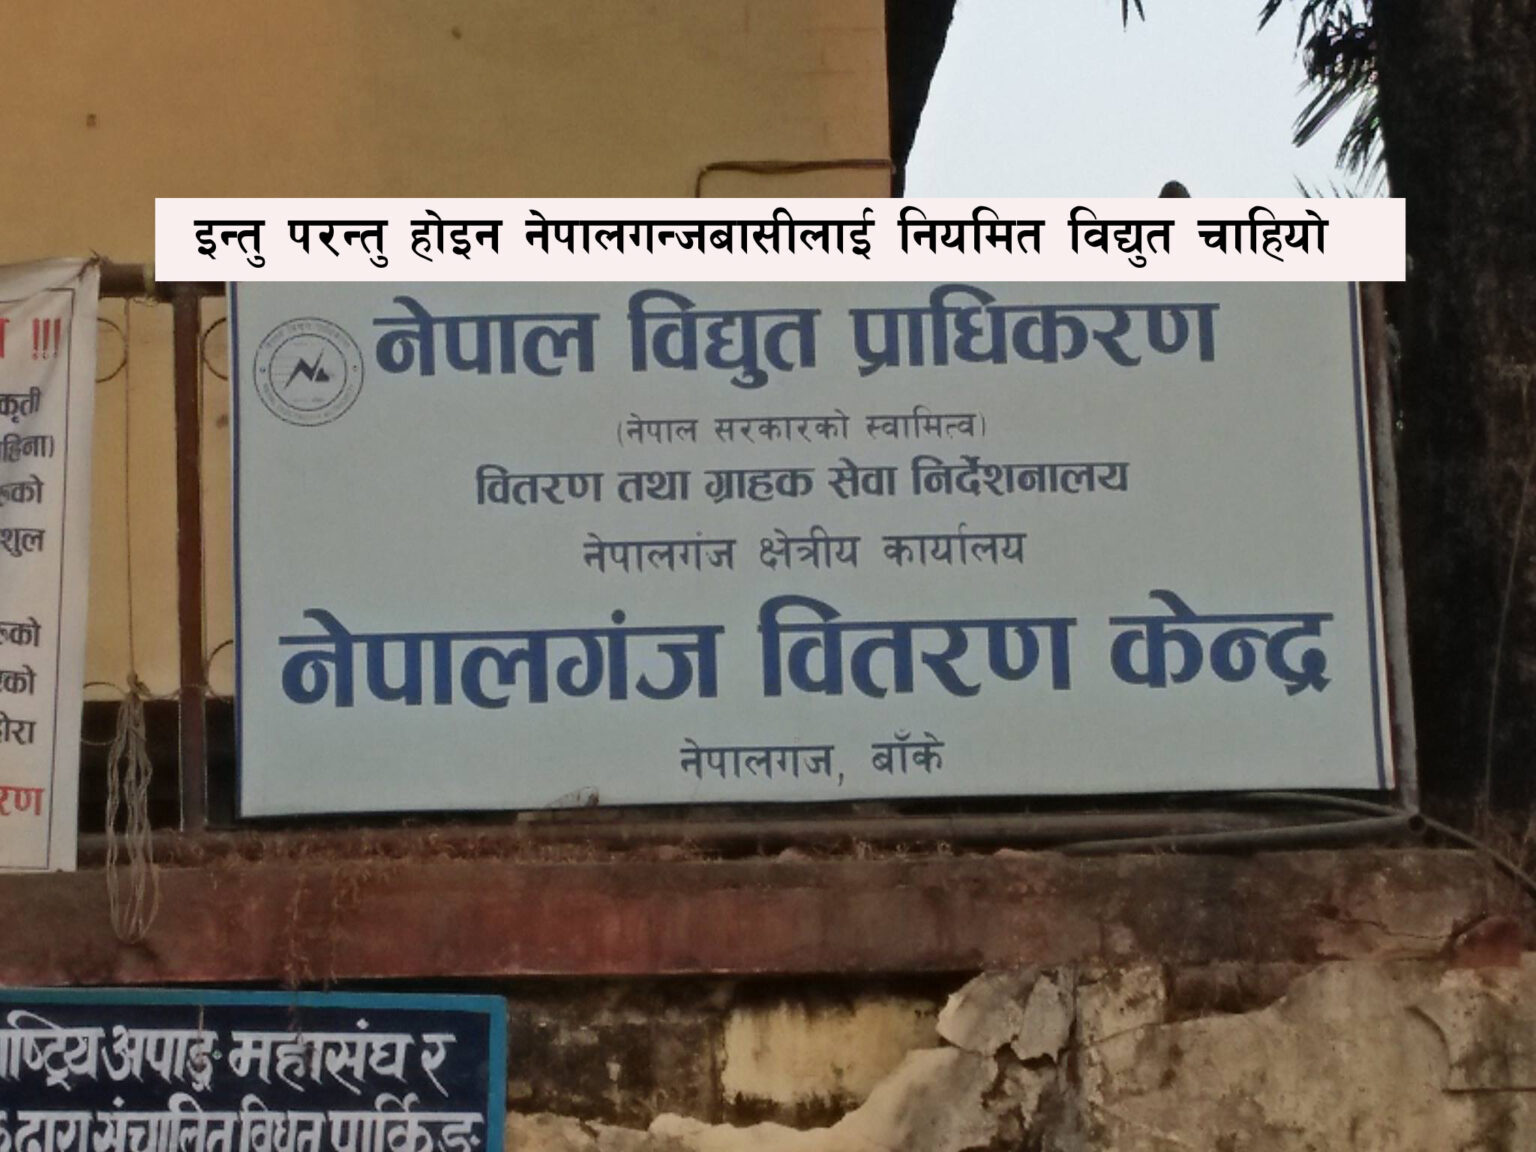 इन्तु परन्तु होइन नेपालगन्जबासीलाई नियमित विद्युत चाहियो
नेपाल विद्युत प्राधिकरण
(नेपाल सरकारको स्वामित्व)
वितरण तथा ग्राहक सेवा निर्देशनालय
नेपालगंज क्षेत्रीय कार्यालय
नेपालगंज वितरण केन्द्र
नेपालगज, बाँके
!!!
शुल
अपाङ्ग महासंघ र
द्वारा संचालित विधुत पार्किङ